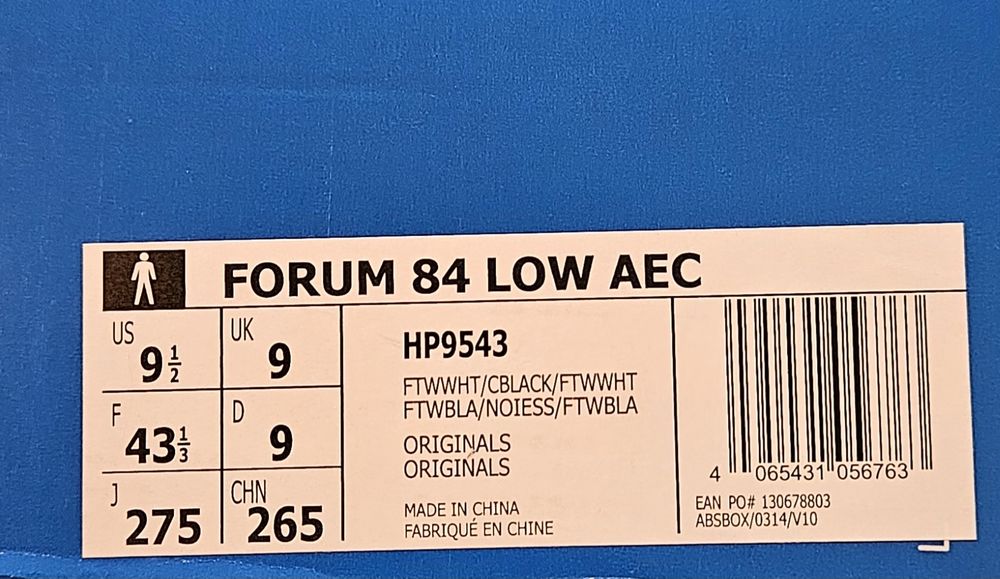 FORUM 84 LOW AEC
US 9 1/2
UK 9
F 43 1/3
D 9
J 275
CHN 265
HP9543
FTWWHT/CBLACK/FTWWHT
FTWBLA/NOIESS/FTWBLA
ORIGINALS
ORIGINALS
MADE IN CHINA
FABRIQUÉ EN CHINE
4 065431 056763
EAN PO# 130678803
ABSBOX/0314/V10